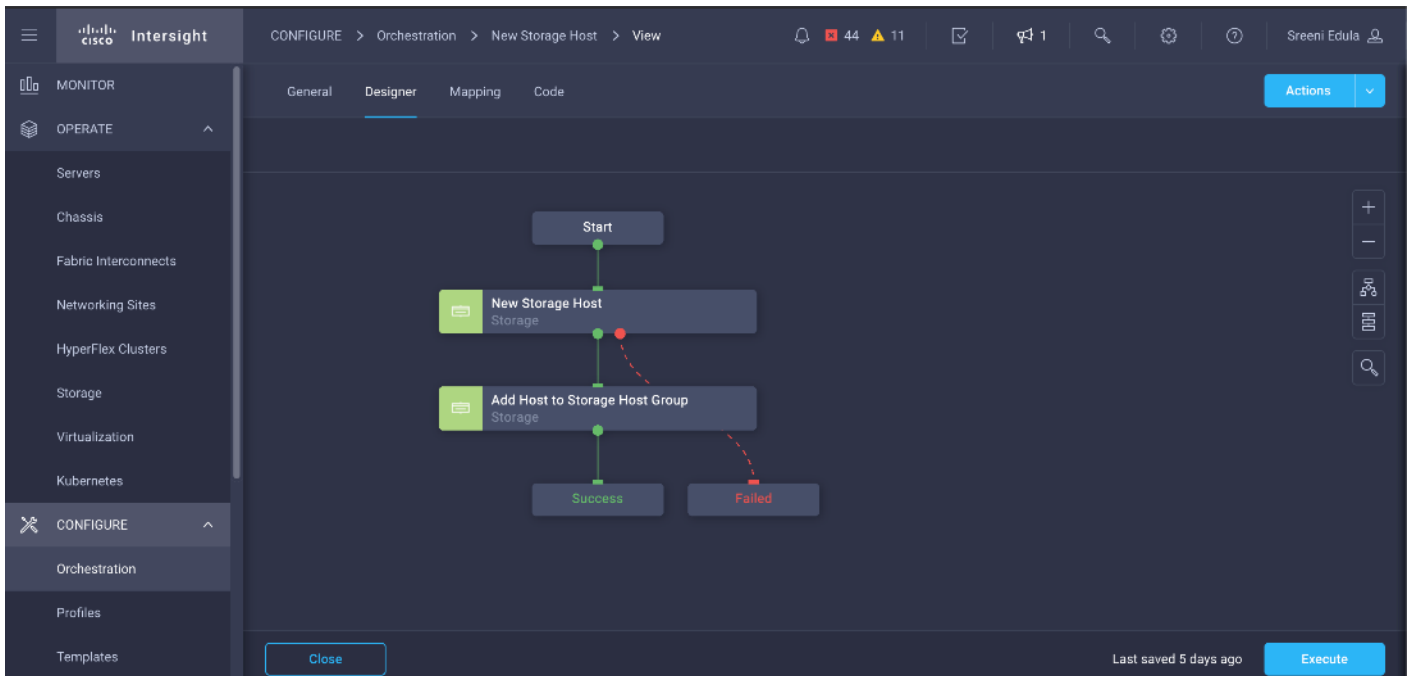 cisco Intersight
CONFIGURE > Orchestration > New Storage Host > View
44 11
1
Sreeni Edula
MONITOR
OPERATE
Servers
Chassis
Fabric Interconnects
Networking Sites
HyperFlex Clusters
Storage
Virtualization
Kubernetes
CONFIGURE
Orchestration
Profiles
Templates
General Designer Mapping Code
Actions
Start
New Storage Host
Storage
Add Host to Storage Host Group
Storage
Success Failed
Close
Last saved 5 days ago
Execute